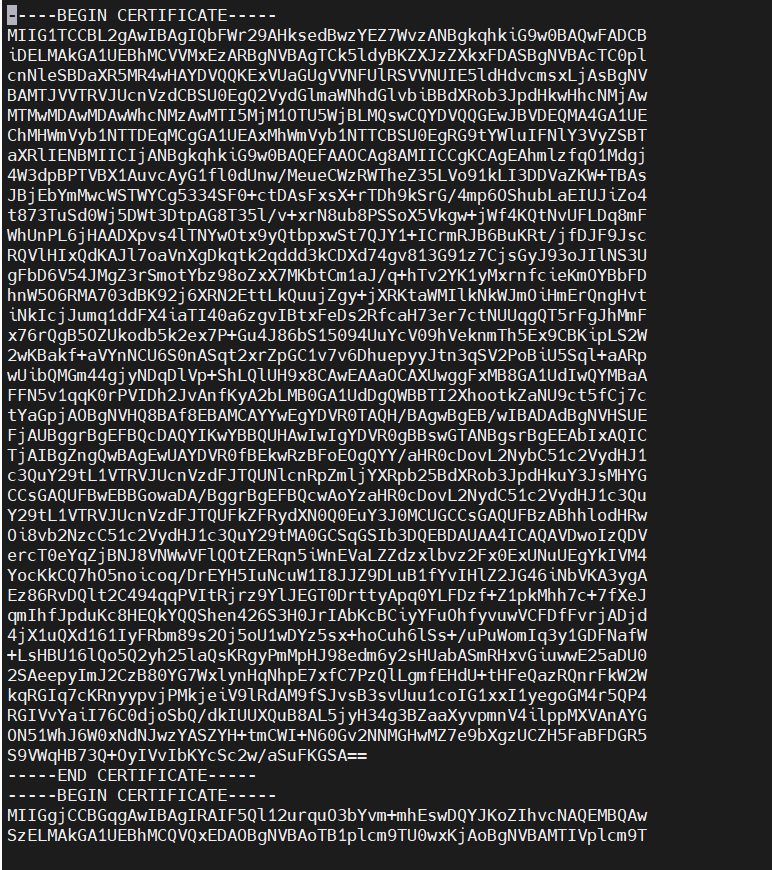 -----BEGIN CERTIFICATE-----
MIIG1TCCBL2gAwIBAgIQbFWr29AHksedBwzYEZ7WvzANBgkqhkiG9w0BAQwFADCB
iDELMAkGA1UEBhMCVVMxEzARBgNVBAgTCk5ldyBKZXJzZXkxFDASBgNVBAcTC0pl
cnNleSBDaXR5MR4wHAYDVQQKExVUaGUgVVNFUlRSVVNUIE5ldHdvcmsxLjAsBgNV
BAMTJVVTRVJUcnVzdCBSU0EgQ2VydGlmaWNhdGlvbiBBdXRob3JpdHkwHhcNMjAw
MTMwMDAwMDAwWhcNMzAwMTI5MjM1OTU5WjBLMQswCQYDVQQGEwJBVDEQMA4GA1UE
ChMHWmVyb1NTTDEqMCgGA1UEAxMhWmVyb1NTTCBSU0EgRG9tYWluIFNlY3VyZSBT
aXRlIENBMIICIjANBgkqhkiG9w0BAQEFAAOCAg8AMIICCgKCAgEAhmlzfqO1Mdgj
4W3dpBPTVBX1AuvcAyG1fl0dUnw/MeueCWzRWTheZ35LVo91kLI3DDVaZKW+TBAs
JBjEbYmMwcWSTWYCg5334SF0+ctDAsFxsX+rTDh9kSrG/4mp6OShubLaEIUJiZo4
t873TuSd0Wj5DWt3DtpAG8T35l/v+xrN8ub8PSSoX5Vkgw+jWf4KQtNvUFLDq8mF
WhUnPL6jHAADXpvs4lTNYwOtx9yQtbpxwSt7QJY1+ICrmRJB6BuKRt/jfDJF9Jsc
RQVlHIxQdKAJl7oaVnXgDkqtk2qddd3kCDXd74gv813G91z7CjsGyJ93oJIlNS3U
gFbD6V54JMgZ3rSmotYbz98oZxX7MKbtCm1aJ/q+hTv2YK1yMxrnfcieKmOYBbFD
hnW5O6RMA703dBK92j6XRN2EttLkQuujZgy+jXRKtaWMIlkNkWJmOiHmErQngHvt
iNkIcjJumq1ddFX4iaTI40a6zgvIBtxFeDs2RfcaH73er7ctNUUqgQT5rFgJhMmF
x76rQgB5OZUkodb5k2ex7P+Gu4J86bS15094UuYcV09hVeknmTh5Ex9CBKipLS2W
2wKBakf+aVYnNCU6S0nASqt2xrZpGC1v7v6DhuepyyJtn3qSV2PoBiU5Sql+aARp
wUibQMGm44gjyNDqDlVp+ShLQlUH9x8CAwEAAaOCAXUwggFxMB8GA1UdIwQYMBaA
FFN5v1qqK0rPVIDh2JvAnfKyA2bLMB0GA1UdDgQWBBTI2XhootkZaNU9ct5fCj7c
tYaGpjAOBgNVHQ8BAf8EBAMCAYYwEgYDVR0TAQH/BAgwBgEB/wIBADAdBgNVHSUE
FjAUBggrBgEFBQcDAQYIKwYBBQUHAwIwIgYDVR0gBBswGTANBgsrBgEEAbIxAQIC
TjAIBgZngQwBAgEwUAYDVR0fBEkwRzBFoEOgQYY/aHR0cDovL2NybC51c2VydHJ1
c3QuY29tL1VTRVJUcnVzdFJTQUNlcnRpZmljYXRpb25BdXRob3JpdHkuY3JsMHYG
CCsGAQUFBwEBBGowaDA/BggrBgEFBQcwAoYzaHR0cDovL2NydC51c2VydHJ1c3Qu
Y29tL1VTRVJUcnVzdFJTQUFkZFRydXN0Q0EuY3J0MCUGCCsGAQUFBzABhhlodHRw
Oi8vb2NzcC51c2VydHJ1c3QuY29tMA0GCSqGSIb3DQEBDAUAA4ICAQAVDwoIzQDV
ercT0eYqZjBNJ8VNWwVFlQOtZERqn5iWnEVaLZZdzxlbvz2Fx0ExUNuUEgYkIVM4
YocKkCQ7hO5noicoq/DrEYH5IuNcuW1I8JJZ9DLuB1fYvIHlZ2JG46iNbVKA3ygA
Ez86RvDQlt2C494qqPVItRjrz9YlJEGT0DrttyApq0YLFDzf+Z1pkMhh7c+7fXeJ
qmIhfJpduKc8HEQkYQQShen426S3H0JrIAbKcBCiyYFuOhfyvuwVCFDfFvrjADjd
4jX1uQXd161IyFRbm89s2Oj5oU1wDYz5sx+hoCuh6lSs+/uPuWomIq3y1GDFNafW
+LsHBU16lQo5Q2yh25laQsKRgyPmMpHJ98edm6y2sHUabASmRHxvGiuwwE25aDU0
2SAeepyImJ2CzB80YG7WxlynHqNhpE7xfC7PzQlLgmfEHdU+tHFeQazRQnrFkW2W
kqRGIq7cKRnyypvjPMkjeiV9lRdAM9fSJvsB3svUuu1coIG1xxI1yegoGM4r5QP4
RGIVvYaiI76C0djoSbQ/dkIUUXQuB8AL5jyH34g3BZaaXyvpmnV4ilppMXVAnAYG
ON51WhJ6W0xNdNJwzYASZYH+tmCWI+N60Gv2NNMGHwMZ7e9bXgzUCZH5FaBFDGR5
S9VWqHB73Q+OyIVvIbKYcSc2w/aSuFKGSA==
-----END CERTIFICATE-----
-----BEGIN CERTIFICATE-----
MIIGgjCCBGqgAwIBAgIRAIF5Ql12urquO3bYvm+mhEswDQYJKoZIhvcNAQEMBQAw
SzELMAkGA1UEBhMCQVQxEDAOBgNVBAoTB1plcm9TU0wxKjAoBgNVBAMTIVplcm9T